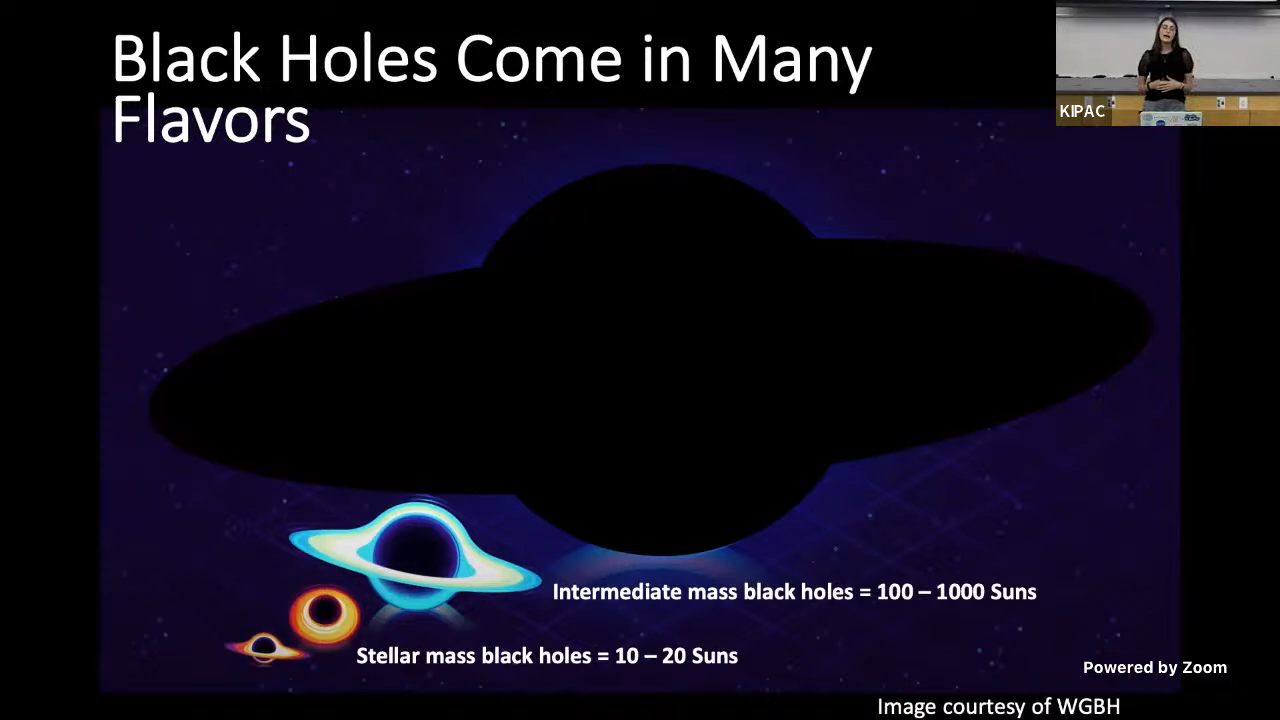 Black Holes Come in Many
Flavors
KIPAC
Intermediate mass black holes = 100 – 1000 Suns
Stellar mass black holes = 10 – 20 Suns
Powered by Zoom
Image courtesy of WGBH